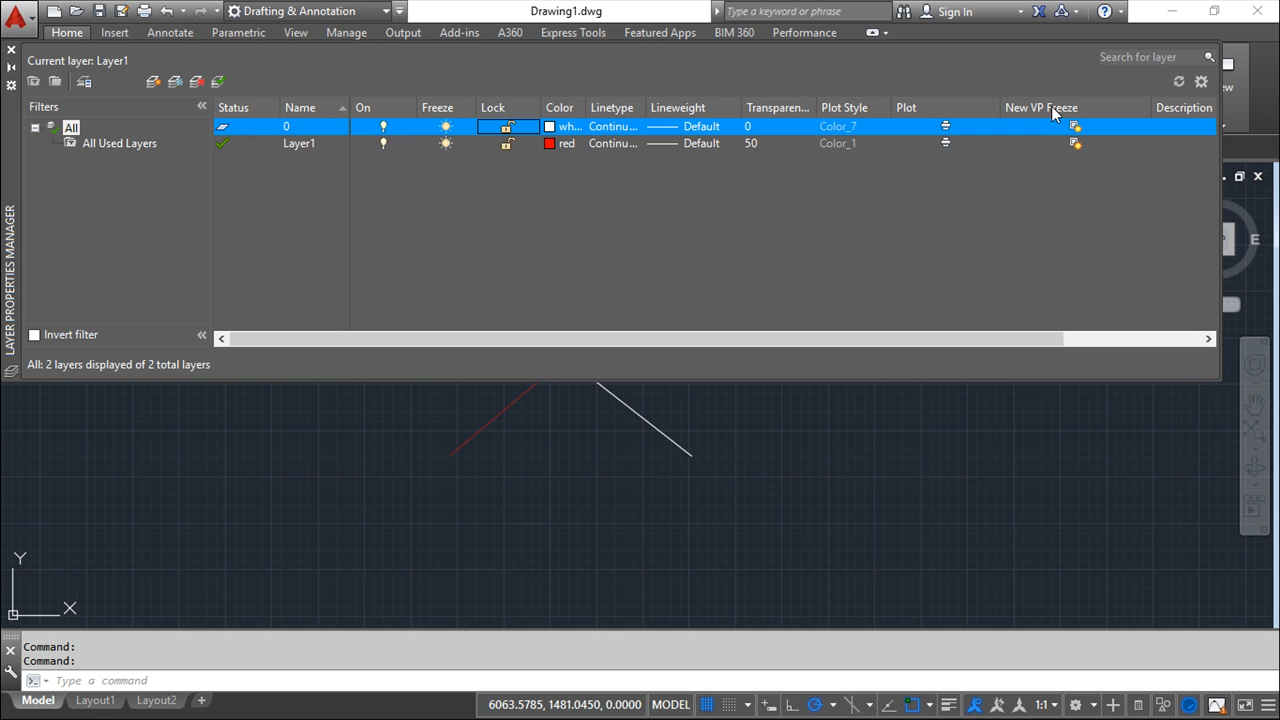 Drafting & Annotation
Drawing1.dwg
Type a keyword or phrase
Sign In
Home Insert Annotate Parametric View Manage Output Add-ins A360 Express Tools Featured Apps BIM 360 Performance
Current layer: Layer1
Search for layer
Filters
Status Name On Freeze Lock Color Linetype Lineweight Transparen... Plot Style Plot New VP Freeze Description
All
0 wh... Continu... Default 0 Color_7
All Used Layers
Layer1 red Continu... Default 50 Color_1
LAYER PROPERTIES MANAGER
E
Invert filter
All: 2 layers displayed of 2 total layers
Y
X
Command:
Command:
Type a command
Model Layout1 Layout2 +
6063.5785, 1481.0450, 0.0000 MODEL 1:1